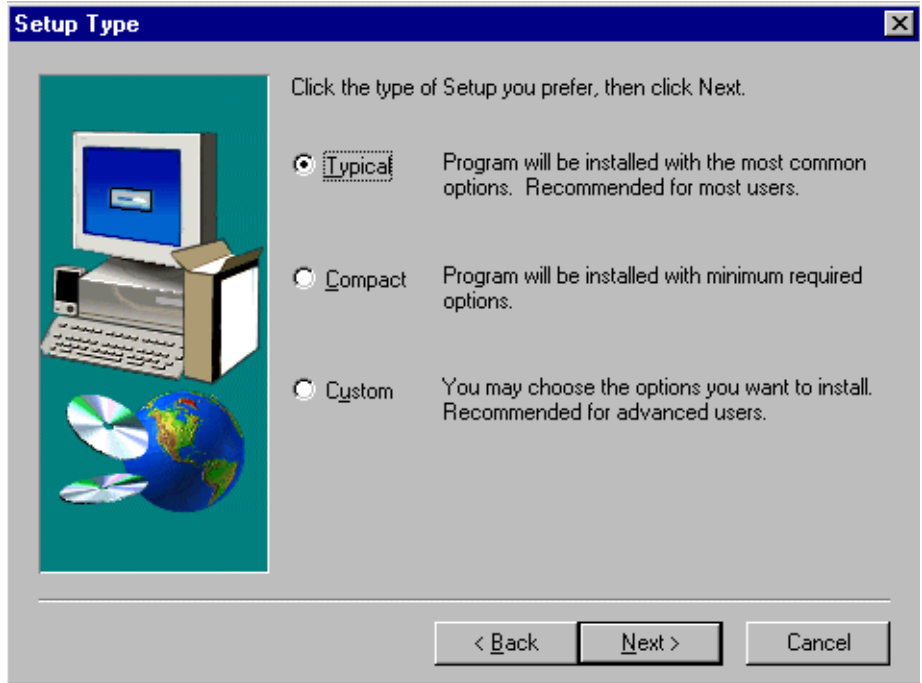 Setup Type
Click the type of Setup you prefer, then click Next.
Typical
Program will be installed with the most common
options.  Recommended for most users.
Compact
Program will be installed with minimum required
options.
Custom
You may choose the options you want to install.
Recommended for advanced users.
< Back
Next >
Cancel